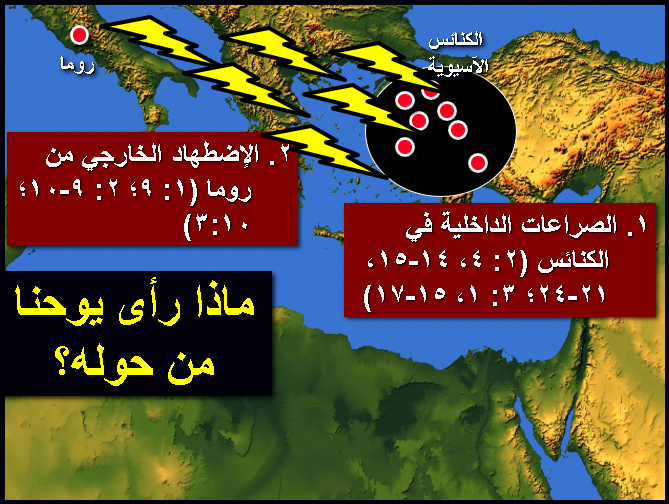 الكنائس
الآسيوية
روما
٢. الإضطهاد الخارجي من
روما (١: ٩؛ ٢: ٩-١٠؛
٣:١٠)
١. الصراعات الداخلية في
الكنائس (٢: ٤، ١٤-١٥،
٢١-٢٤؛ ٣: ١، ١٥-١٧)
ماذا رأى يوحنا
من حوله؟